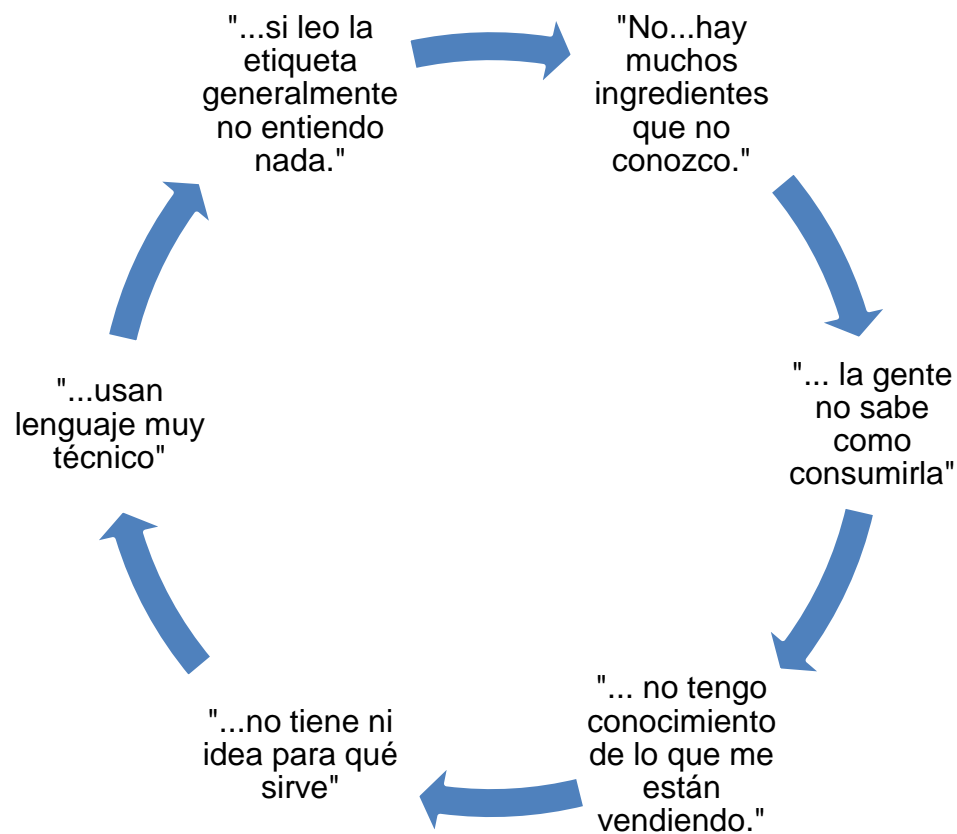 "...si leo la
etiqueta
generalmente
no entiendo
nada."
"No...hay
muchos
ingredientes
que no
conozco."
"... la gente
no sabe
como
consumirla"
"... no tengo
conocimiento
de lo que me
están
vendiendo."
"...no tiene ni
idea para qué
sirve"
"...usan
lenguaje muy
técnico"